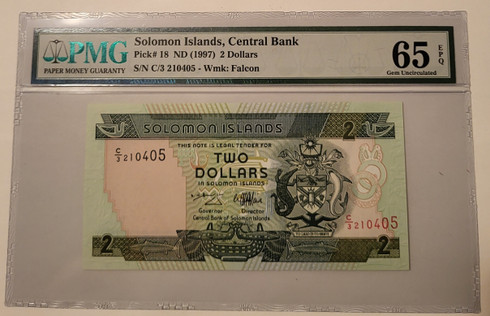 PMG
PAPER MONEY GUARANTY
Solomon Islands, Central Bank
Pick# 18 ND (1997) 2 Dollars
S/N C/3 210405 - Wmk: Falcon
65 EPQ
Gem Uncirculated
SOLOMON ISLANDS
2
THIS NOTE IS LEGAL TENDER FOR
C/3 210405
TWO
DOLLARS
IN SOLOMON ISLANDS
Governor Director
Central Bank of Solomon Islands
C/3 210405
2
2